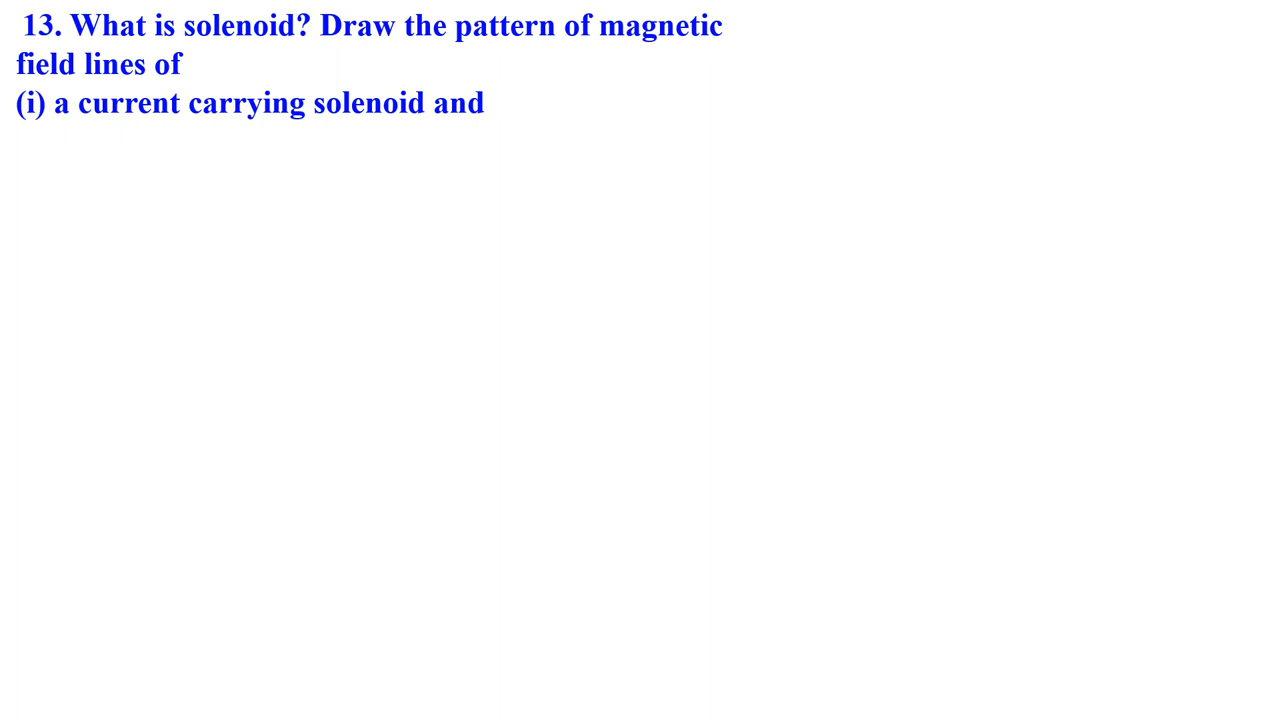 13. What is solenoid? Draw the pattern of magnetic
field lines of
(i) a current carrying solenoid and